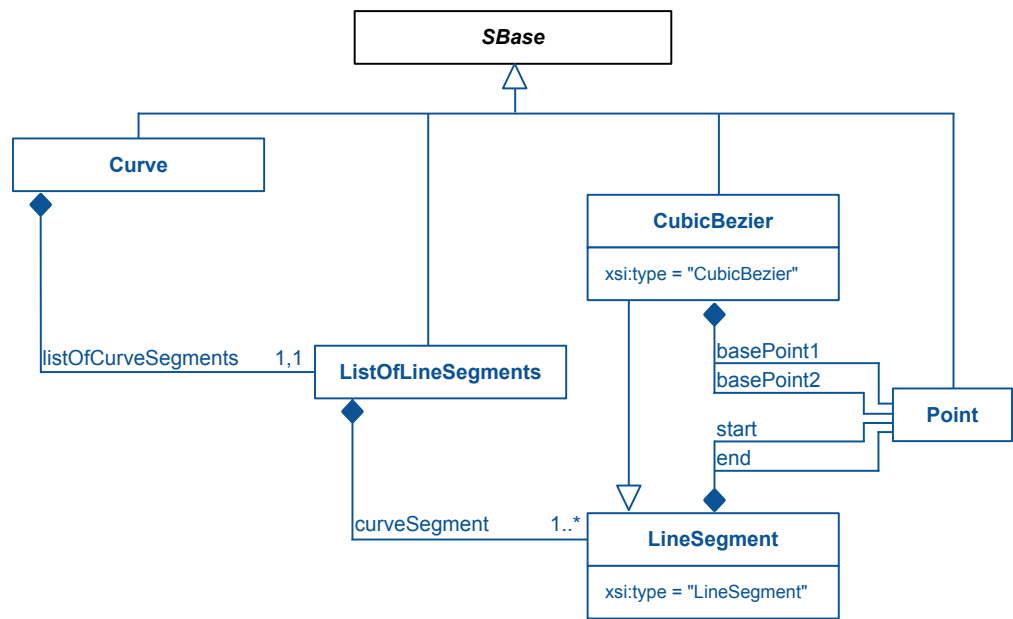 SBase
Curve
CubicBezier
xsi:type = "CubicBezier"
listOfCurveSegments 1,1
ListOfLineSegments
basePoint1
basePoint2
Point
start
end
curveSegment 1..*
LineSegment
xsi:type = "LineSegment"